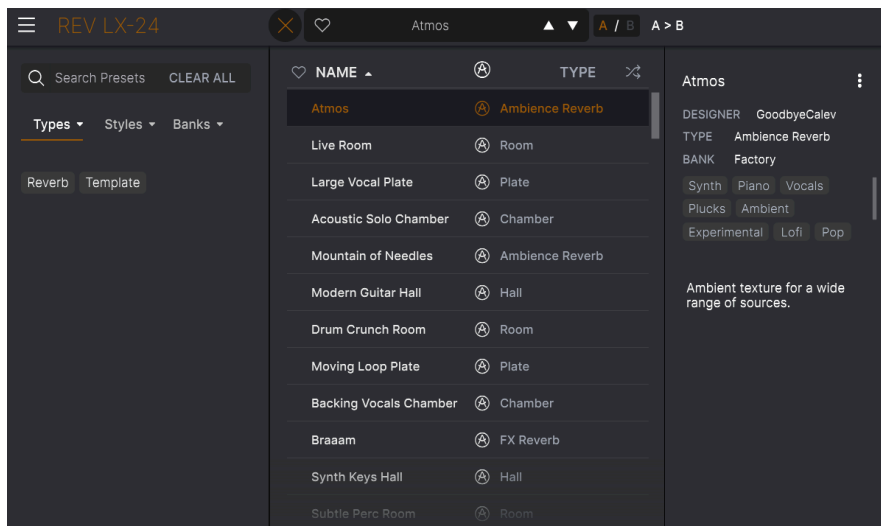 REV LX-24
Atmos
A / B A > B
Search Presets CLEAR ALL
Types Styles Banks
Reverb Template
NAME TYPE
Atmos Ambience Reverb
Live Room Room
Large Vocal Plate Plate
Acoustic Solo Chamber Chamber
Mountain of Needles Ambience Reverb
Modern Guitar Hall Hall
Drum Crunch Room Room
Moving Loop Plate Plate
Backing Vocals Chamber Chamber
Braaam FX Reverb
Synth Keys Hall Hall
Subtle Perc Room Room
Atmos
DESIGNER GoodbyeCalev
TYPE Ambience Reverb
BANK Factory
Synth Piano Vocals
Plucks Ambient
Experimental Lofi Pop
Ambient texture for a wide
range of sources.